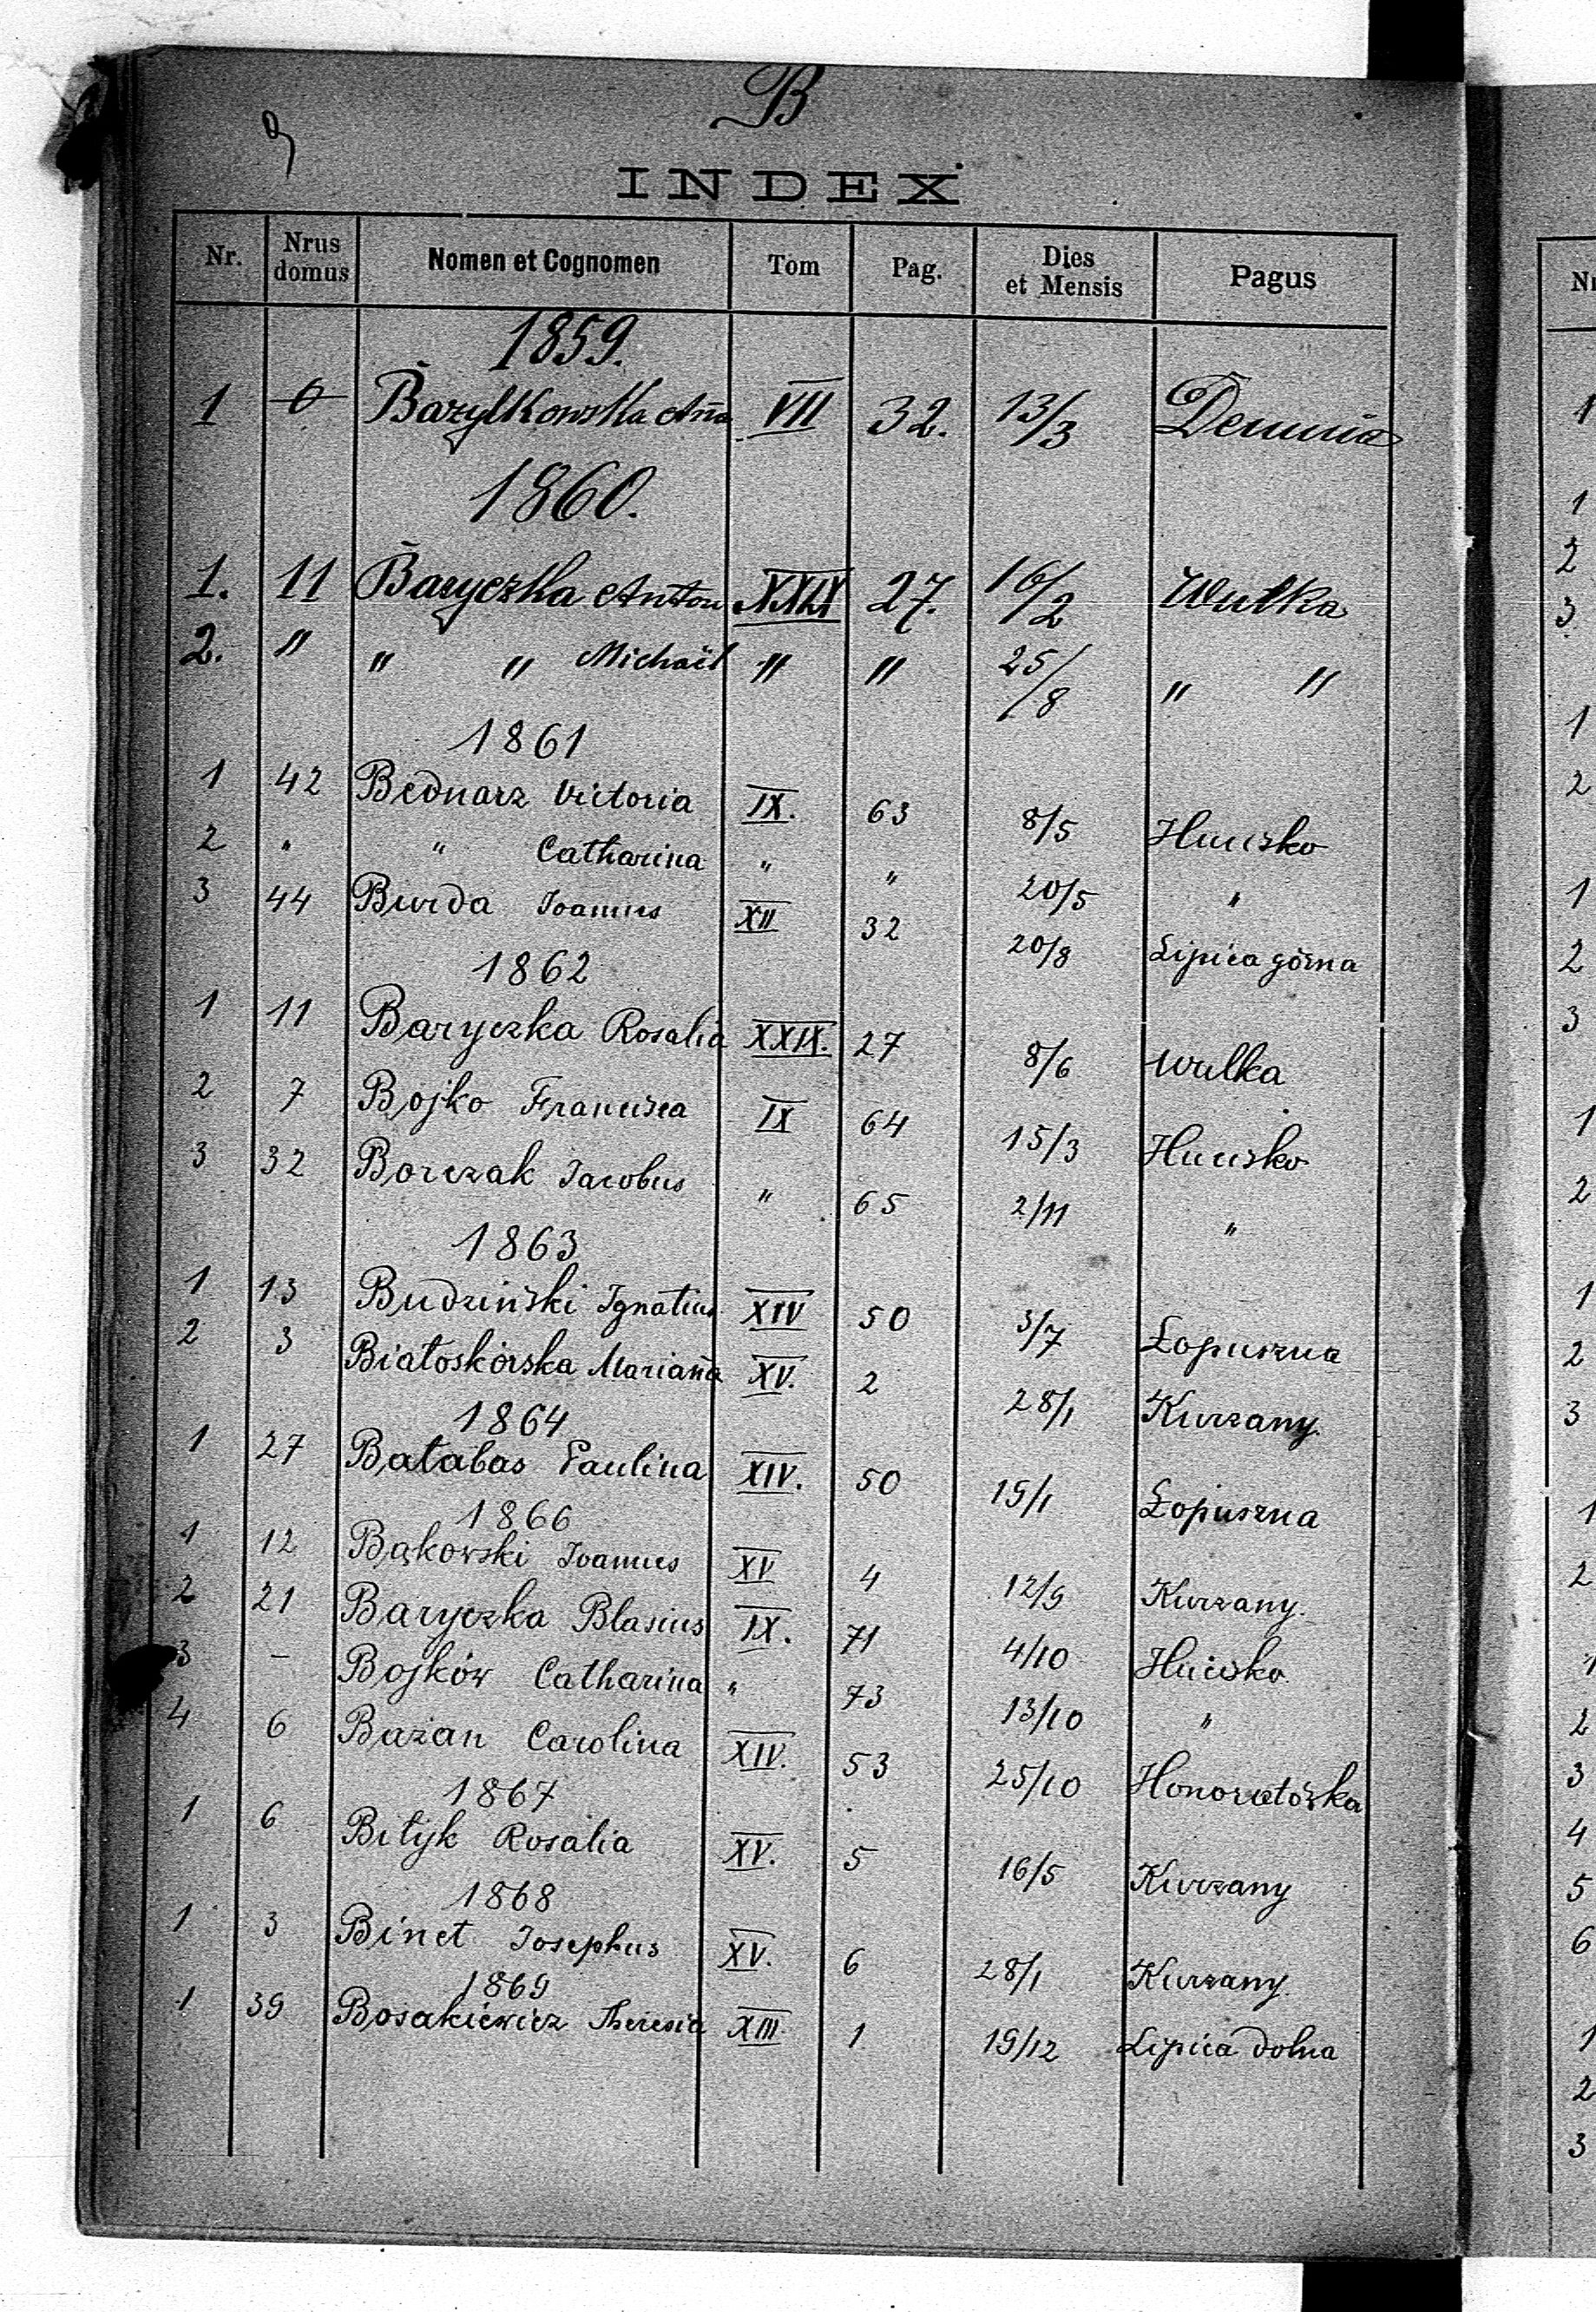 B
9
INDEX
Nr. Nrus domus Nomen et Cognomen Tom Pag. Dies et Mensis Pagus
1859.
1 0 Bazylkowska Anna VII 32. 13/3 Demnia
1860.
1. 11 Baryczka Anton XXIX 27. 16/2 Wulka
2. " " " Michaël " " 25/8 " "
1861
1 42 Bednarz Victoria IX. 63 8/5 Hucisko
2 " " Catharina " " 20/5 "
3 44 Burda Joannes XII 32 20/8 Lipica górna
1862
1 11 Baryczka Rosalia XXIX. 27 8/6 Wulka
2 7 Bojko Francisca IX 64 15/3 Hucisko
3 32 Borczak Jacobus " 65 2/11 "
1863
1 13 Budziński Ignatius XIV 50 3/7 Łopuszna
2 3 Białoskórska Marianna XV. 2 28/1 Kurzany.
1864
1 27 Bałabas Paulina XIV. 50 19/1 Łopuszna
1866
1 12 Bąkowski Joannes XV 4 12/9 Kurzany.
2 21 Baryczka Blasius IX. 71 4/10 Hucisko.
3 – Bojków Catharina " 73 13/10 "
4 6 Bażan Carolina XIV. 53 25/10 Honoratówka
1867
1 6 Bityk Rosalia XV. 5 16/5 Kurzany
1868
1 3 Binet Josephus XV. 6 28/1 Kurzany.
1869
1 39 Bosakiewicz Theresia XIII 1 19/12 Lipica dolna